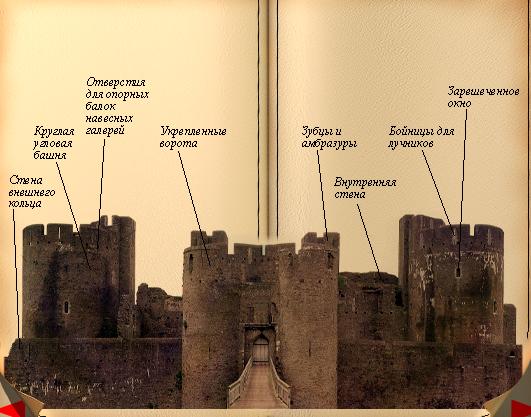 Отверстия
для опорных
балок
навесных
галерей
Зарешеченное
окно
Круглая
угловая
башня
Укрепленные
ворота
Зубцы и
амбразуры
Бойницы для
лучников
Стена
внешнего
кольца
Внутренняя
стена